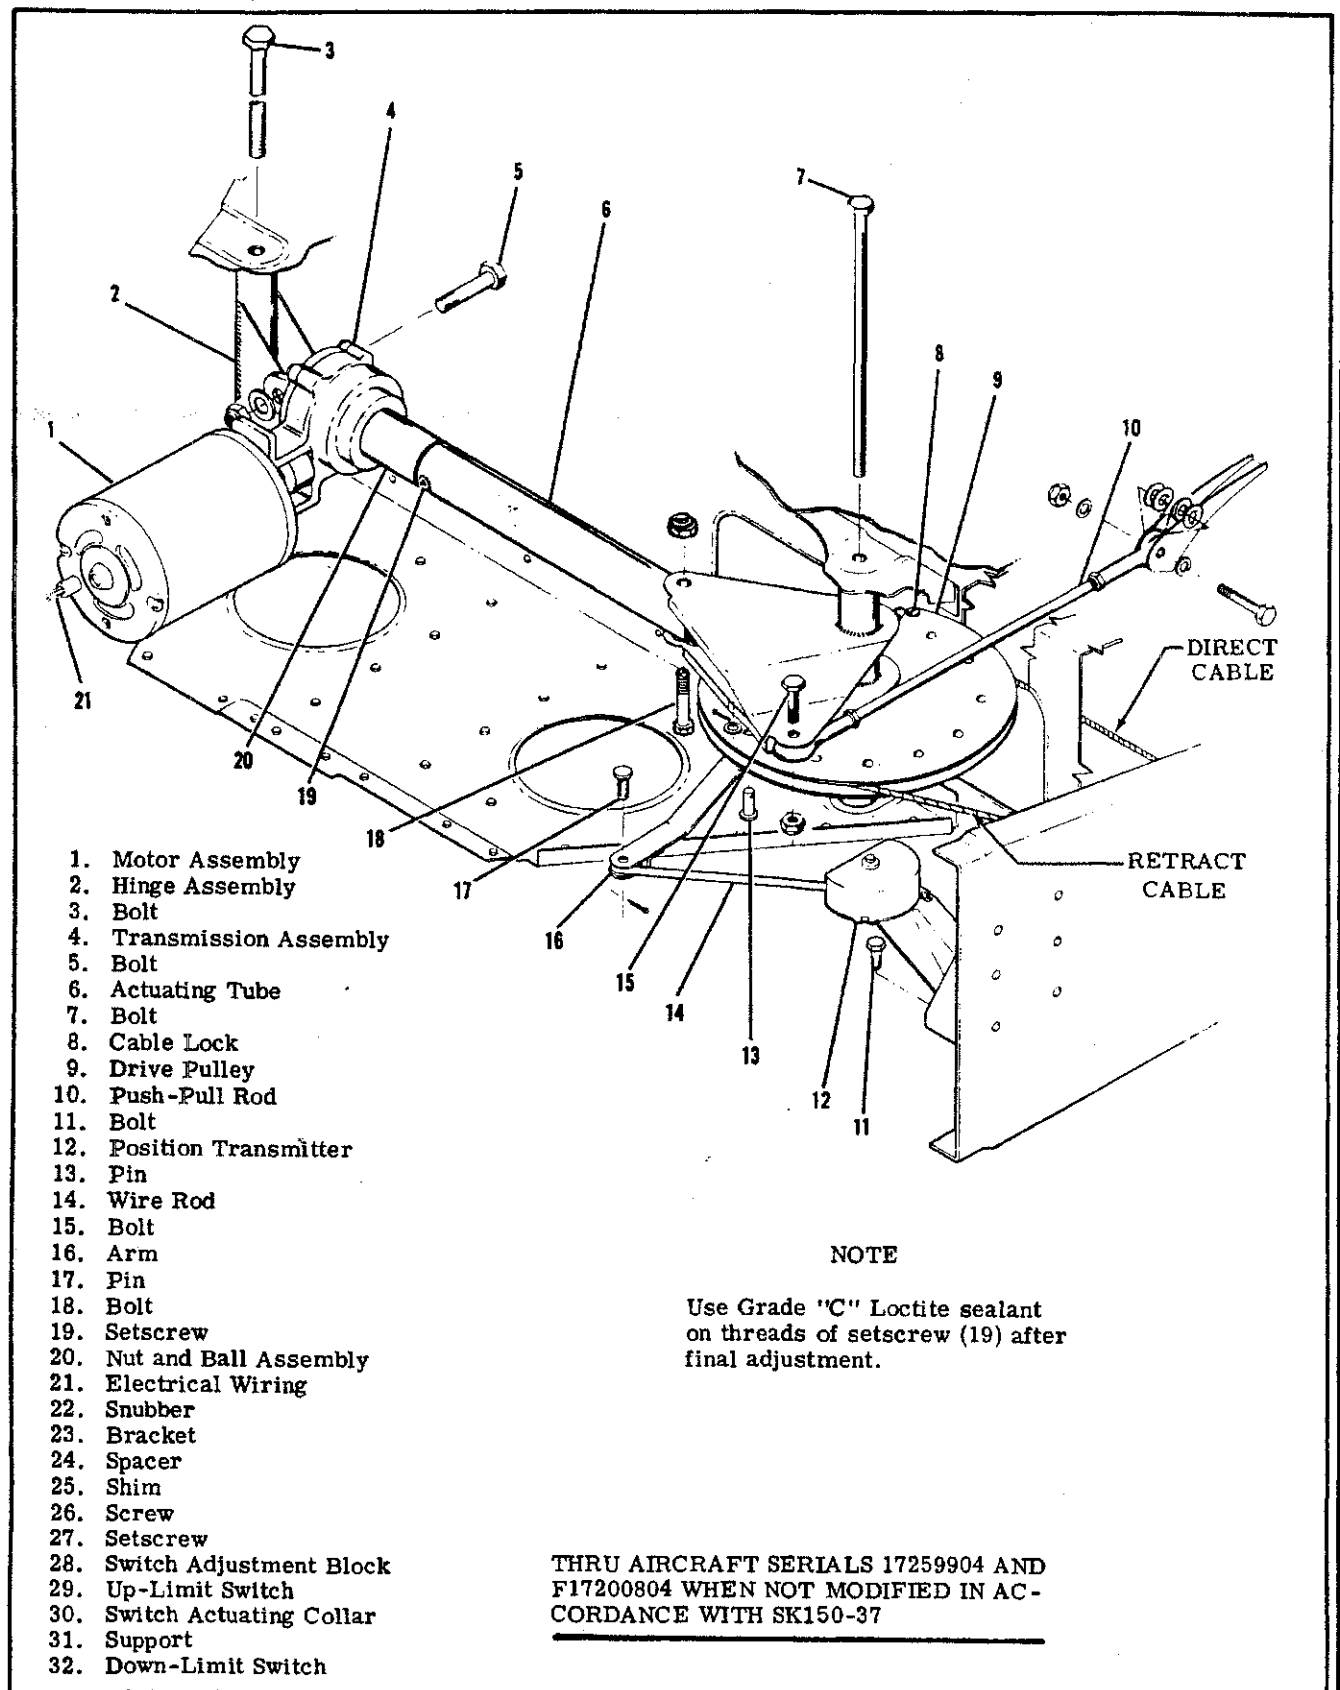 3
4
5
6
7
2
8
9
1
10
DIRECT
CABLE
21
20
19
18
RETRACT
CABLE
17
16
15
14
13
12
11
1. Motor Assembly
2. Hinge Assembly
3. Bolt
4. Transmission Assembly
5. Bolt
6. Actuating Tube
7. Bolt
8. Cable Lock
9. Drive Pulley
10. Push-Pull Rod
11. Bolt
12. Position Transmitter
13. Pin
14. Wire Rod
15. Bolt
16. Arm
17. Pin
18. Bolt
19. Setscrew
20. Nut and Ball Assembly
21. Electrical Wiring
22. Snubber
23. Bracket
24. Spacer
25. Shim
26. Screw
27. Setscrew
28. Switch Adjustment Block
29. Up-Limit Switch
30. Switch Actuating Collar
31. Support
32. Down-Limit Switch
NOTE
Use Grade "C" Loctite sealant
on threads of setscrew (19) after
final adjustment.
THRU AIRCRAFT SERIALS 17259904 AND
F17200804 WHEN NOT MODIFIED IN AC-
CORDANCE WITH SK150-37